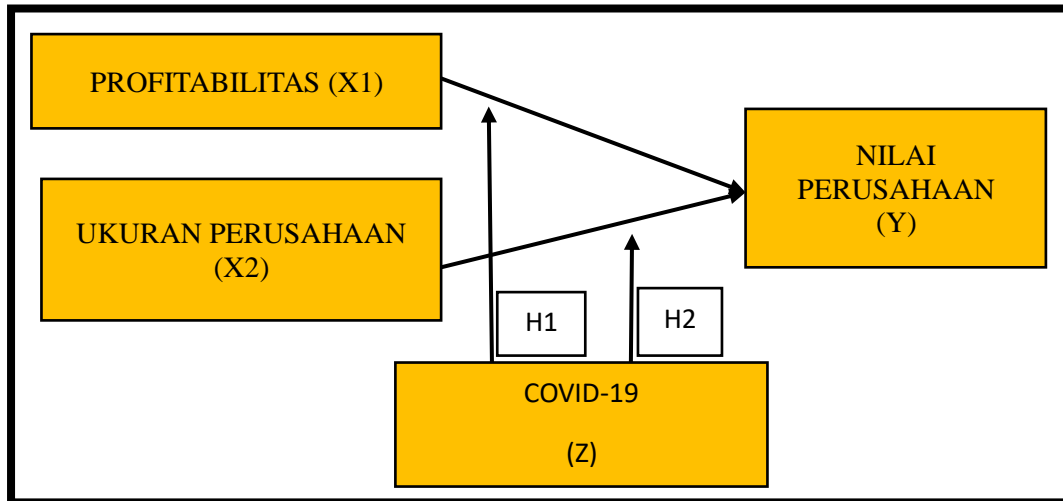 PROFITABILITAS (X1)
NILAI
PERUSAHAAN
(Y)
UKURAN PERUSAHAAN
(X2)
H1
H2
COVID-19
(Z)